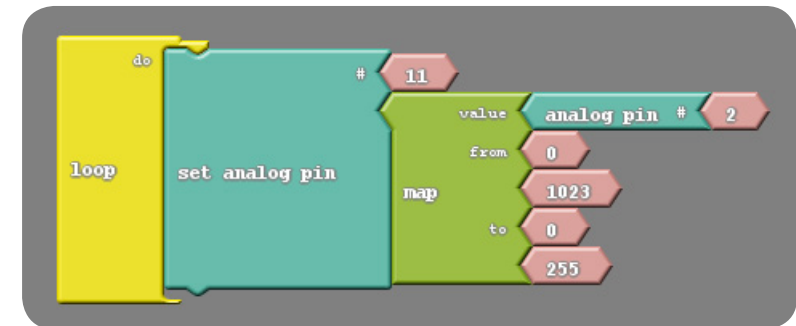 do
# 11
value analog pin # 2
from 0
loop set analog pin map 1023
to 0
255